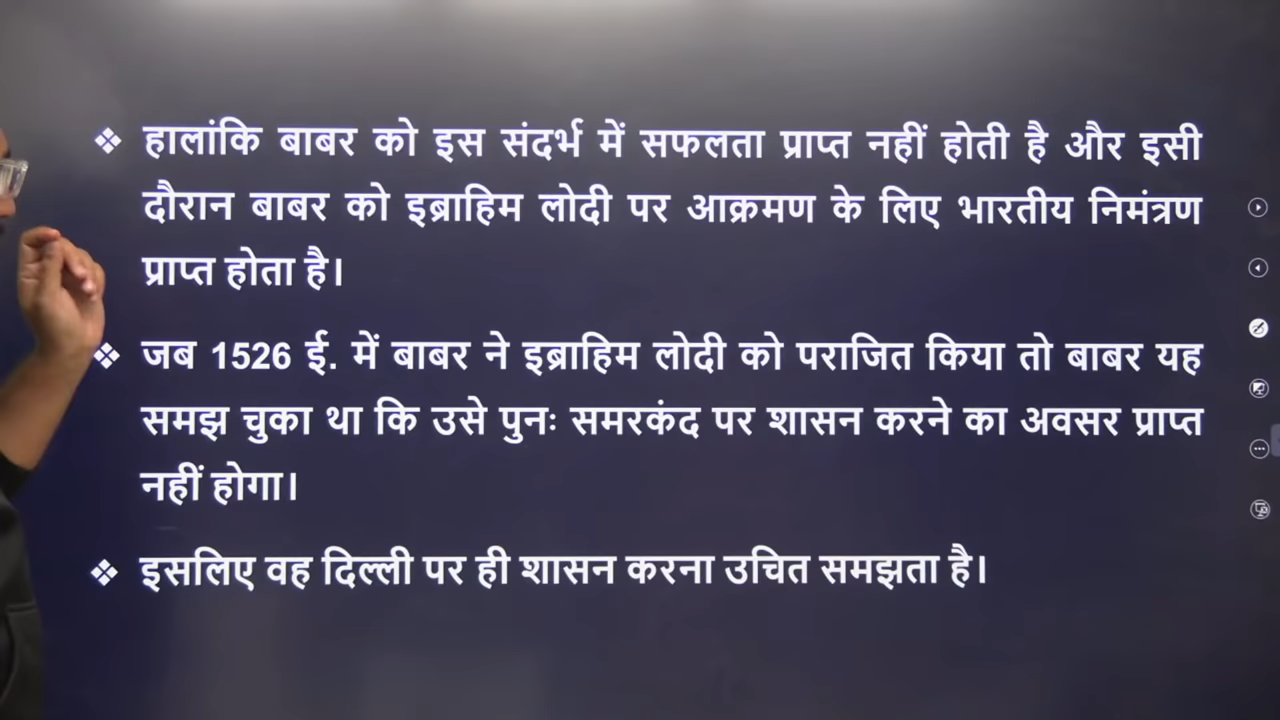 हालांकि बाबर को इस संदर्भ में सफलता प्राप्त नहीं होती है और इसी
दौरान बाबर को इब्राहिम लोदी पर आक्रमण के लिए भारतीय निमंत्रण
प्राप्त होता है।
जब 1526 ई. में बाबर ने इब्राहिम लोदी को पराजित किया तो बाबर यह
समझ चुका था कि उसे पुनः समरकंद पर शासन करने का अवसर प्राप्त
नहीं होगा।
इसलिए वह दिल्ली पर ही शासन करना उचित समझता है।